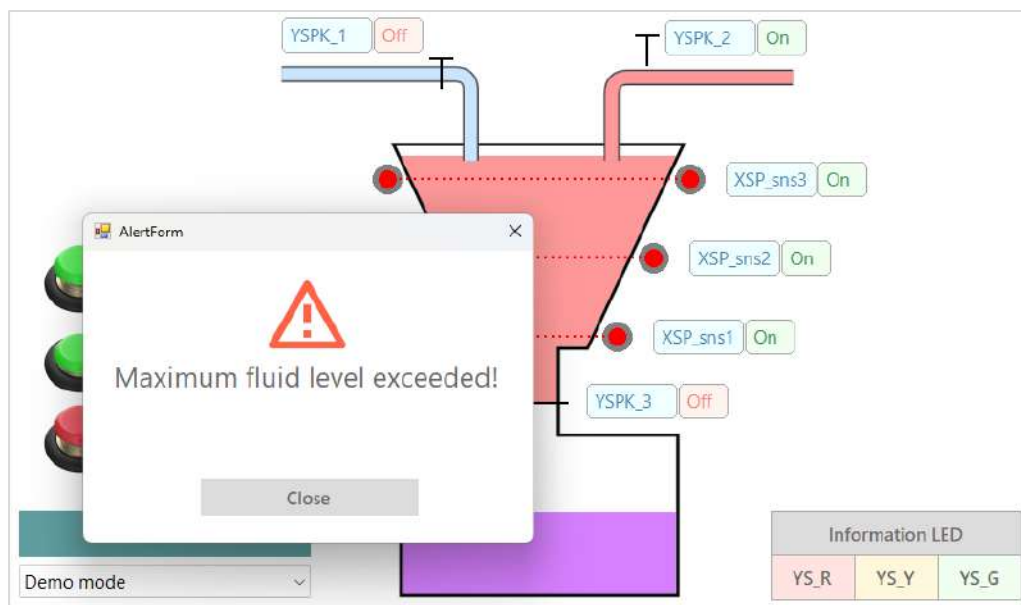 YSPK_1 Off
YSPK_2 On
XSP_sns3 On
AlertForm
XSP_sns2 On
XSP_sns1 On
Maximum fluid level exceeded!
YSPK_3 Off
Close
Information LED
Demo mode
YS_R YS_Y YS_G